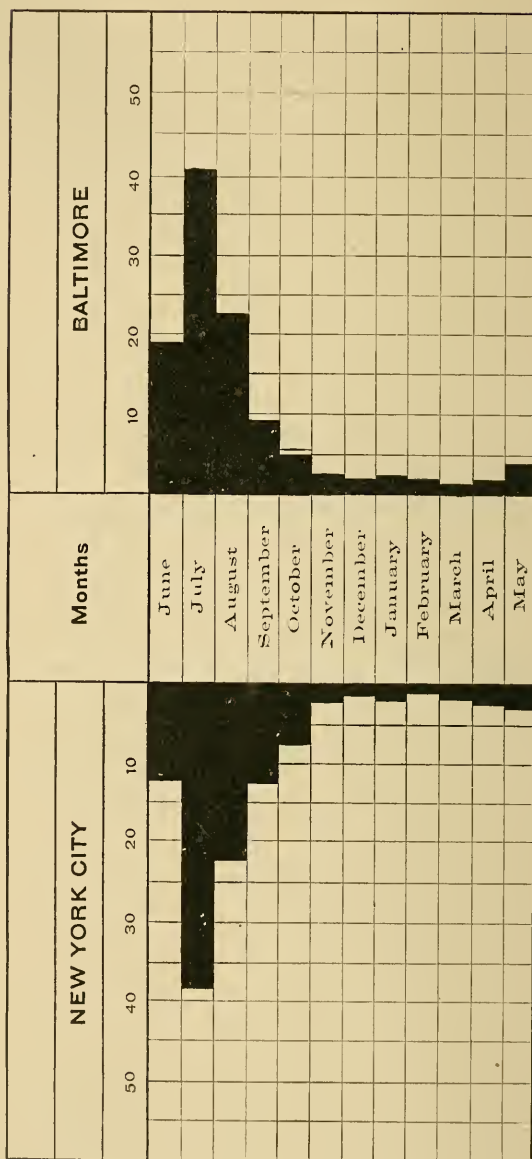 NEW YORK CITY Months BALTIMORE
50 40 30 20 10 10 20 30 40 50
June
July
August
September
October
November
December
January
February
March
April
May